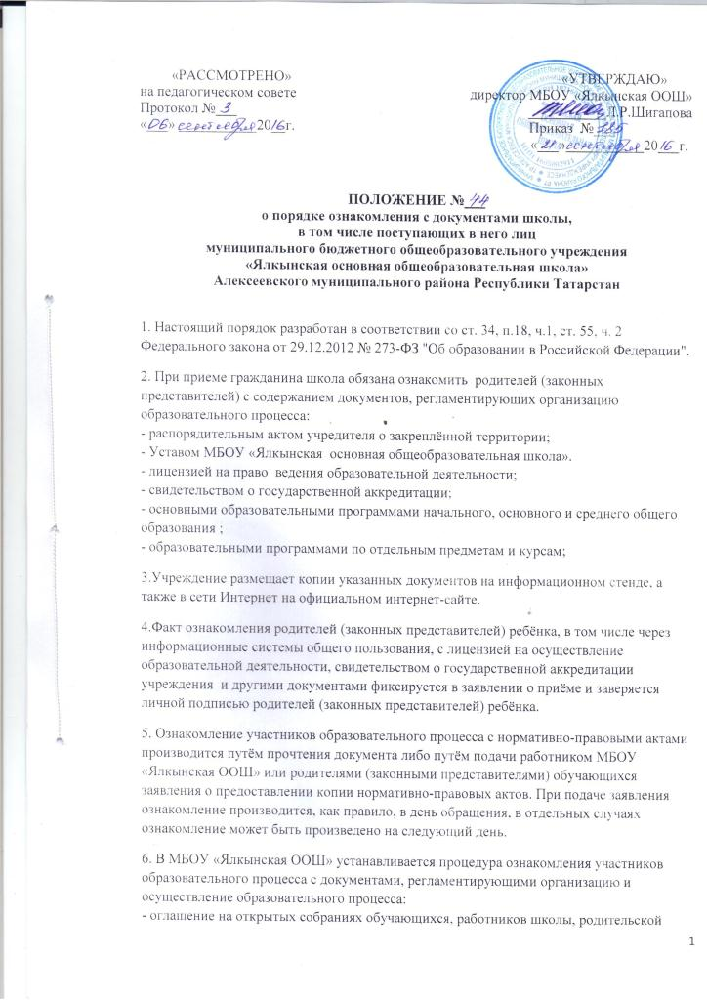 «РАССМОТРЕНО»
на педагогическом совете
Протокол № 3
«06» сентября 2016г.
«УТВЕРЖДАЮ»
директор МБОУ «Ялкынская ООШ»
Л.Р.Шигапова
Приказ №
«21» сентября 2016 г.
ПОЛОЖЕНИЕ № 44
о порядке ознакомления с документами школы,
в том числе поступающих в него лиц
муниципального бюджетного общеобразовательного учреждения
«Ялкынская основная общеобразовательная школа»
Алексеевского муниципального района Республики Татарстан
1. Настоящий порядок разработан в соответствии со ст. 34, п.18, ч.1, ст. 55, ч. 2
Федерального закона от 29.12.2012 № 273-ФЗ "Об образовании в Российской Федерации".
2. При приеме гражданина школа обязана ознакомить родителей (законных
представителей) с содержанием документов, регламентирующих организацию
образовательного процесса:
- распорядительным актом учредителя о закреплённой территории;
- Уставом МБОУ «Ялкынская основная общеобразовательная школа».
- лицензией на право ведения образовательной деятельности;
- свидетельством о государственной аккредитации;
- основными образовательными программами начального, основного и среднего общего
образования ;
- образовательными программами по отдельным предметам и курсам;
3.Учреждение размещает копии указанных документов на информационном стенде, а
также в сети Интернет на официальном интернет-сайте.
4.Факт ознакомления родителей (законных представителей) ребёнка, в том числе через
информационные системы общего пользования, с лицензией на осуществление
образовательной деятельности, свидетельством о государственной аккредитации
учреждения и другими документами фиксируется в заявлении о приёме и заверяется
личной подписью родителей (законных представителей) ребёнка.
5. Ознакомление участников образовательного процесса с нормативно-правовыми актами
производится путём прочтения документа либо путём подачи работником МБОУ
«Ялкынская ООШ» или родителями (законными представителями) обучающихся
заявления о предоставлении копии нормативно-правовых актов. При подаче заявления
ознакомление производится, как правило, в день обращения, в отдельных случаях
ознакомление может быть произведено на следующий день.
6. В МБОУ «Ялкынская ООШ» устанавливается процедура ознакомления участников
образовательного процесса с документами, регламентирующими организацию и
осуществление образовательного процесса:
- оглашение на открытых собраниях обучающихся, работников школы, родительской
1